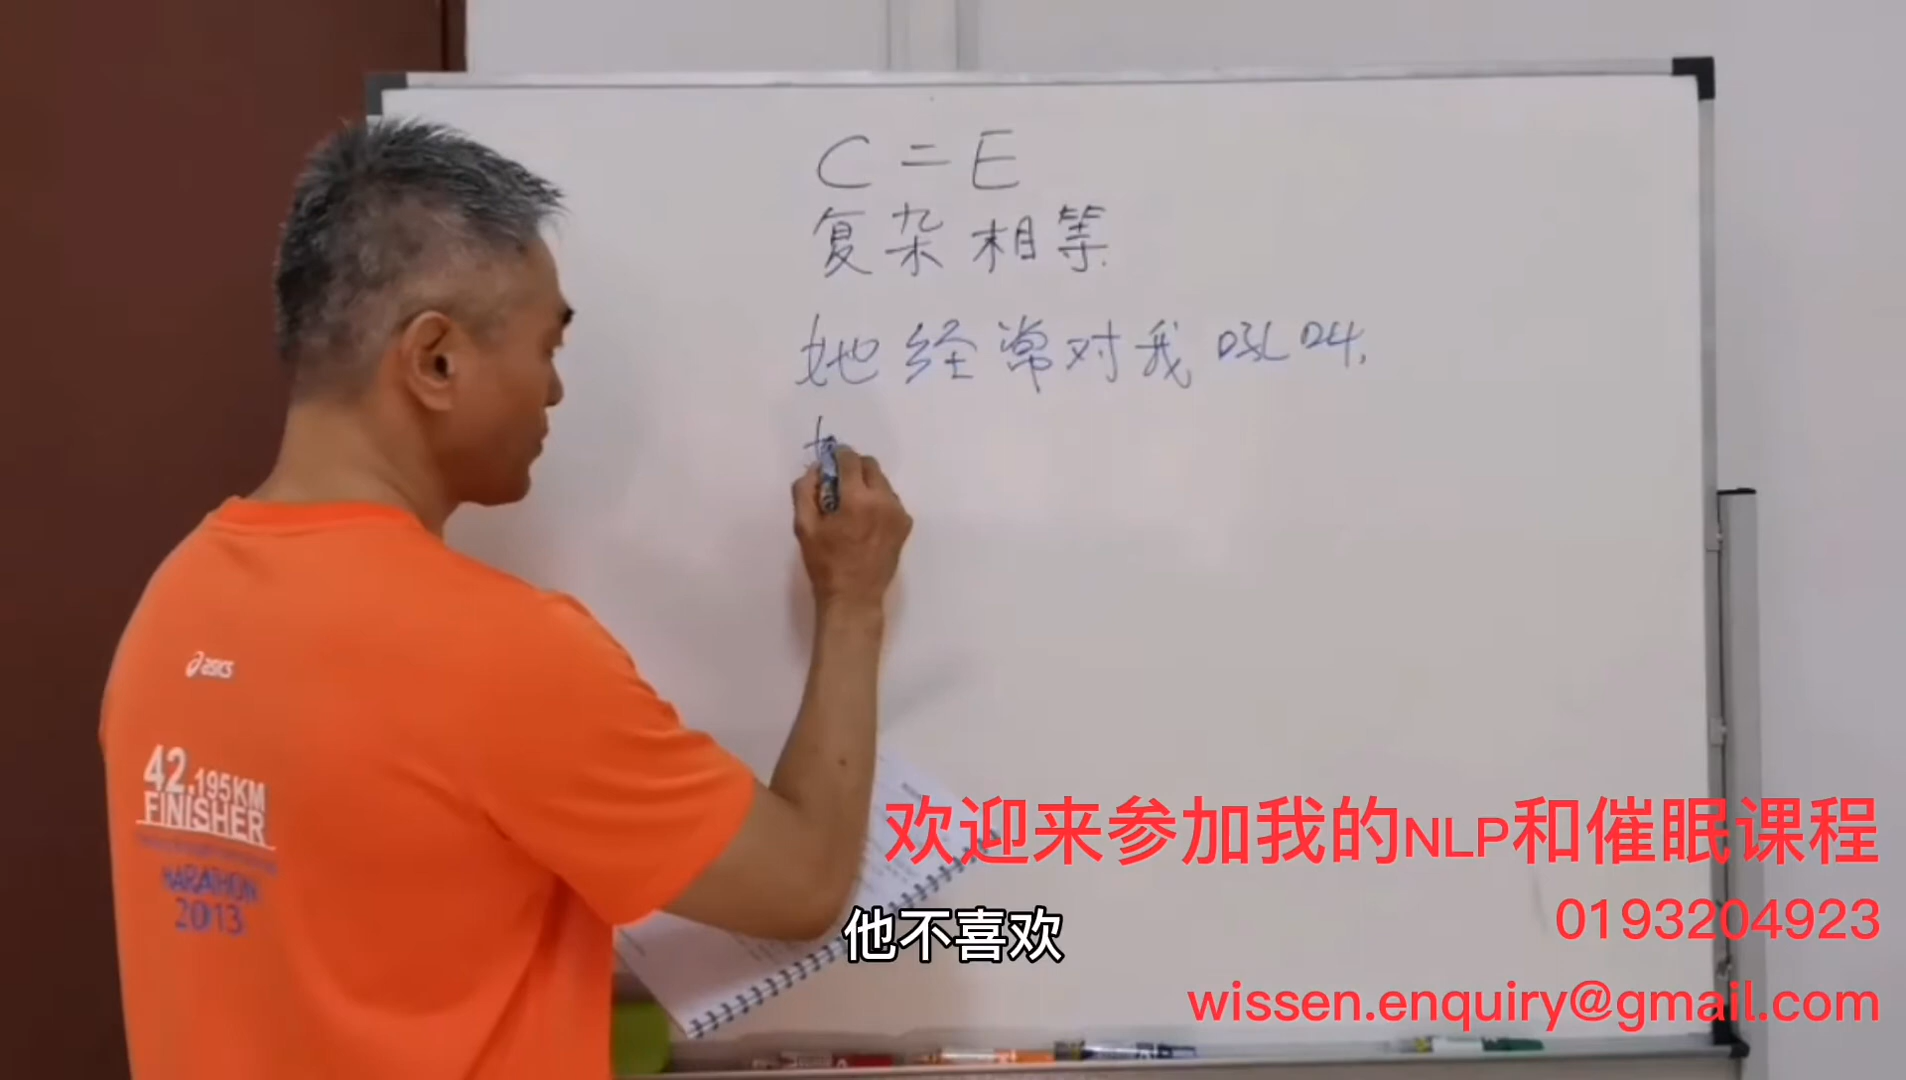 C = E
复杂相等
她经常对我吼叫.
asics
42.195KM
FINISHER
MARATHON
2013
欢迎来参加我的NLP和催眠课程
0193204923
他不喜欢
wissen.enquiry@gmail.com